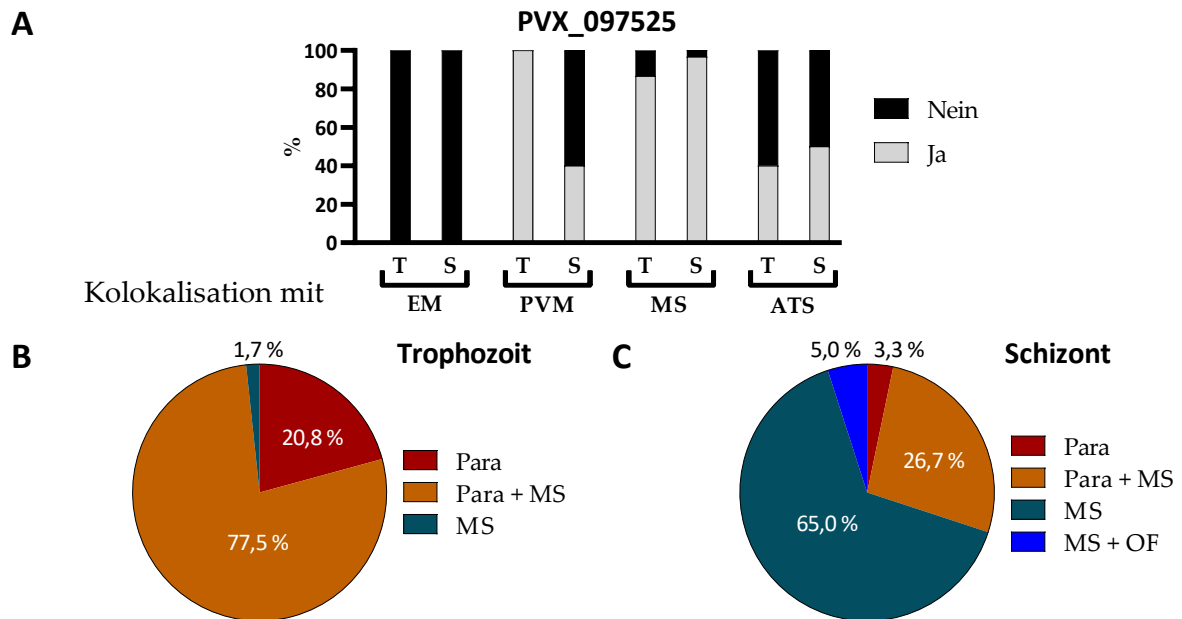 A
PVX_097525
100
80
60
40
20
0
%
Nein
Ja
T S T S T S T S
Kolokalisation mit EM PVM MS ATS
B
1,7 %
Trophozoit
20,8 %
77,5 %
Para
Para + MS
MS
C
5,0 % 3,3 %
Schizont
26,7 %
65,0 %
Para
Para + MS
MS
MS + OF